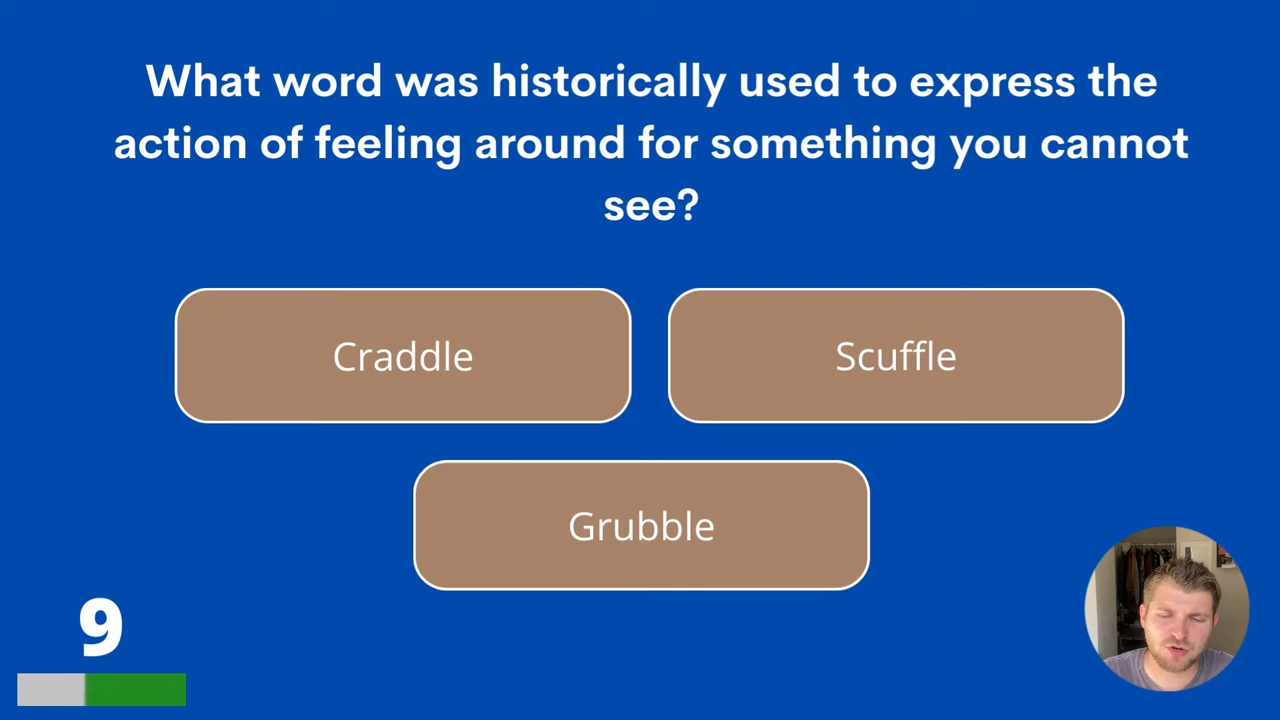 What word was historically used to express the
action of feeling around for something you cannot
see?
Craddle
Scuffle
Grubble
9